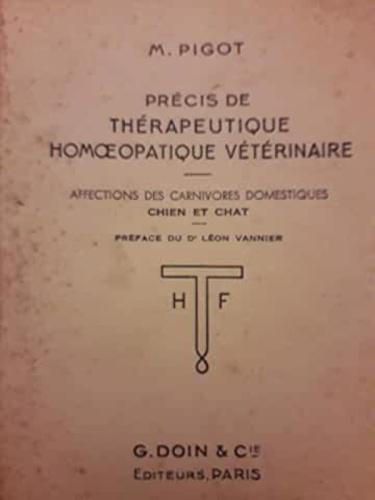 M. PIGOT
PRÉCIS DE
THÉRAPEUTIQUE
HOMŒOPATIQUE VÉTÉRINAIRE
AFFECTIONS DES CARNIVORES DOMESTIQUES
CHIEN ET CHAT
PRÉFACE DU Dr LÉON VANNIER
H F
G. DOIN & Cie
EDITEURS, PARIS